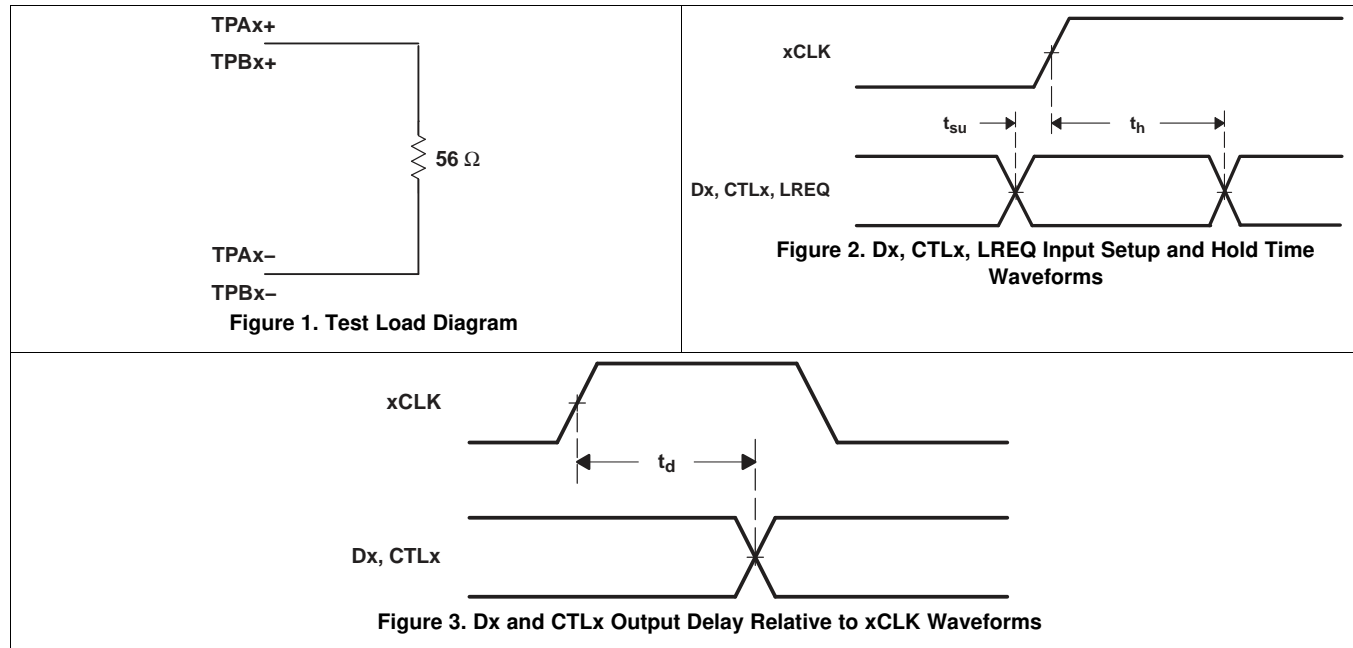 TPAx+
TPBx+
56 Ω
TPAx−
TPBx−
Figure 1. Test Load Diagram
xCLK
tsu
th
Dx, CTLx, LREQ
Figure 2. Dx, CTLx, LREQ Input Setup and Hold Time
Waveforms
xCLK
td
Dx, CTLx
Figure 3. Dx and CTLx Output Delay Relative to xCLK Waveforms